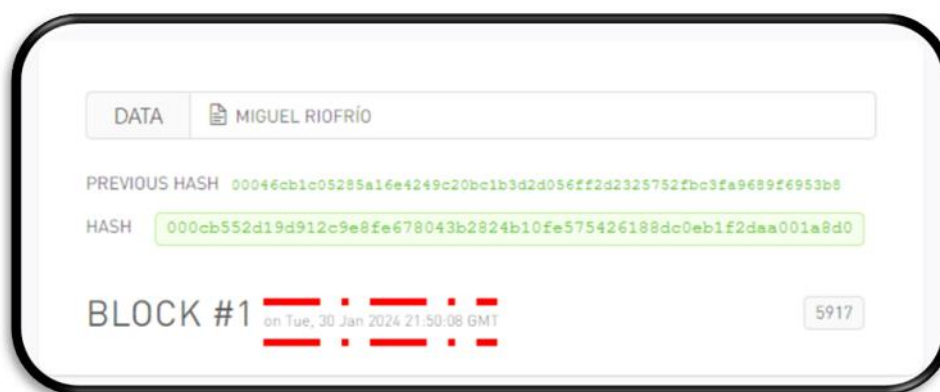 DATA MIGUEL RIOFRÍO
PREVIOUS HASH 00046cb1c05285a16e4249c20bc1b3d2d056ff2d2325752fbc3fa9689f6953b8
HASH 000cb552d19d912c9e8fe678043b2824b10fe575426188dc0eb1f2daa001a8d0
BLOCK #1 on Tue, 30 Jan 2024 21:50:08 GMT 5917